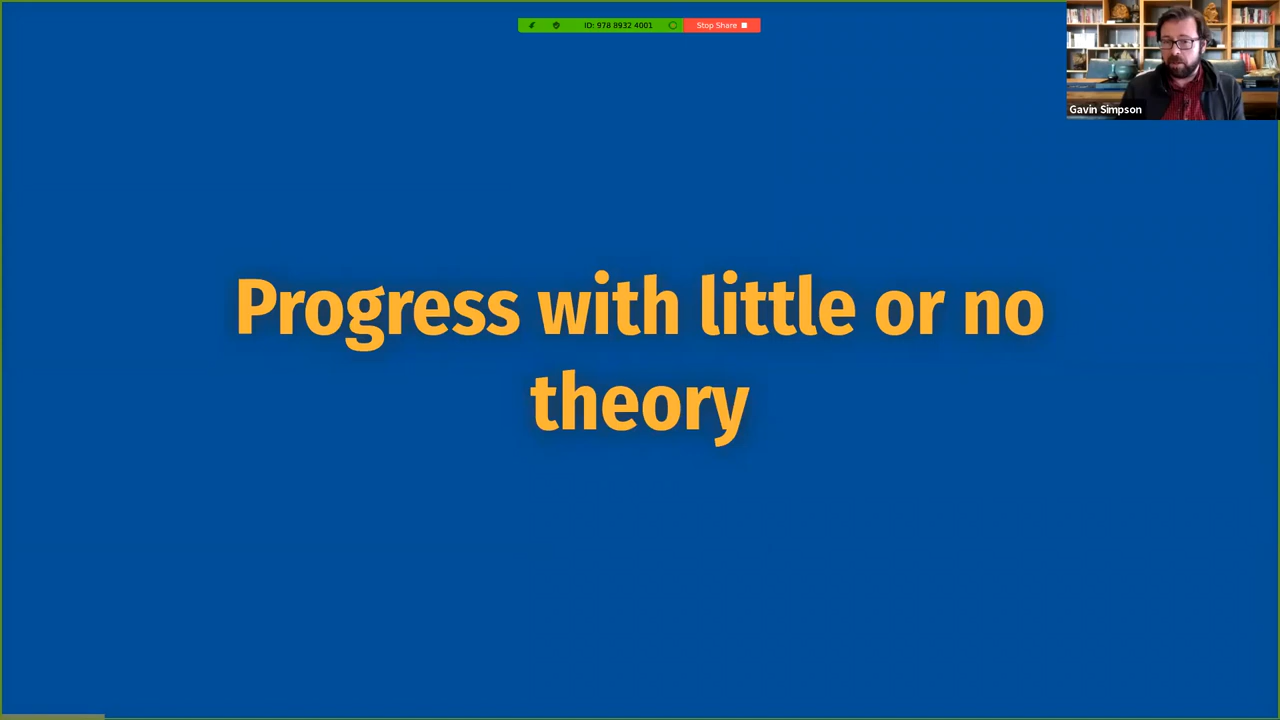 ID: 978 8932 4001
Stop Share
Gavin Simpson
Progress with little or no
theory